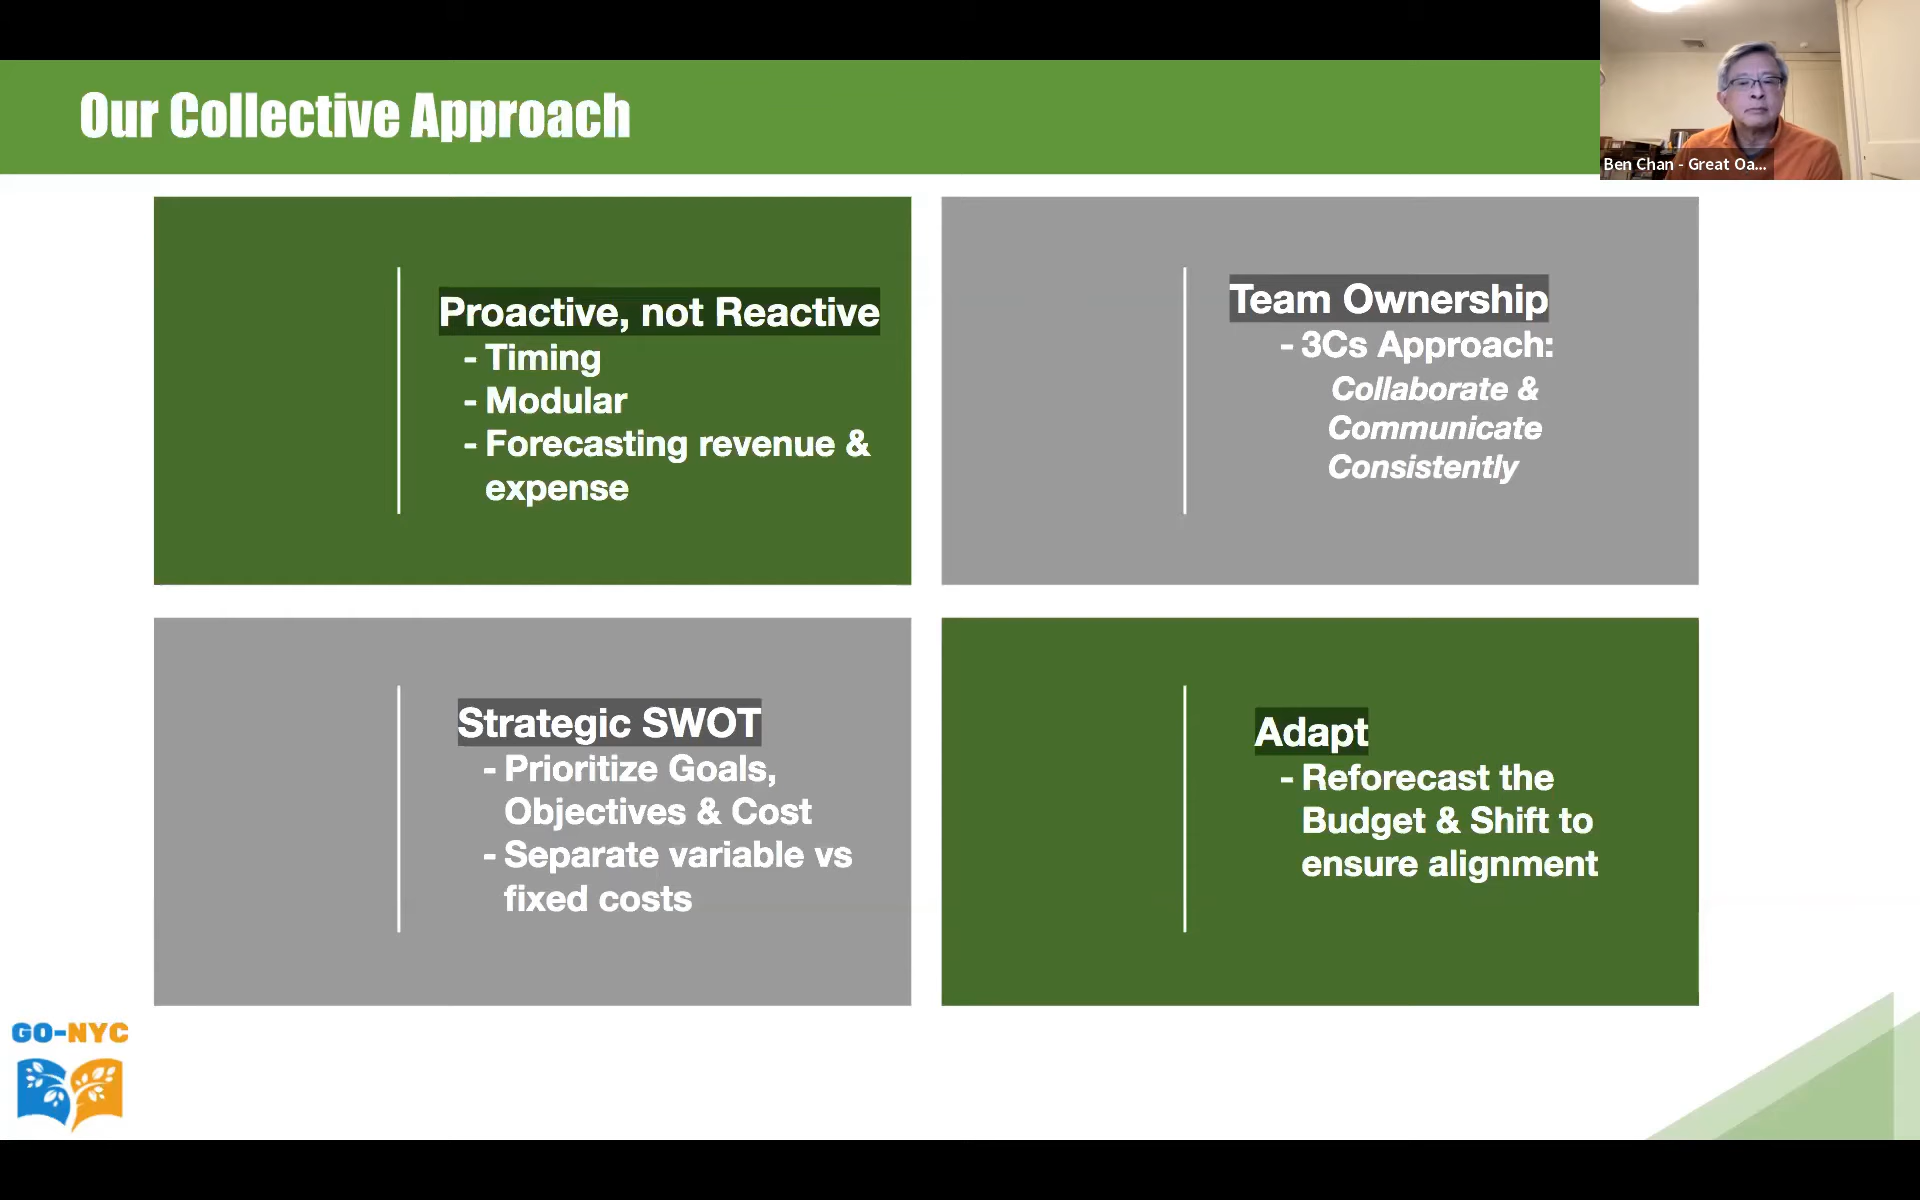 Our Collective Approach
Ben Chan - Great Oa...
Proactive, not Reactive
- Timing
- Modular
- Forecasting revenue &
expense
Team Ownership
- 3Cs Approach:
Collaborate &
Communicate
Consistently
Strategic SWOT
- Prioritize Goals,
Objectives & Cost
- Separate variable vs
fixed costs
Adapt
- Reforecast the
Budget & Shift to
ensure alignment
GO-NYC